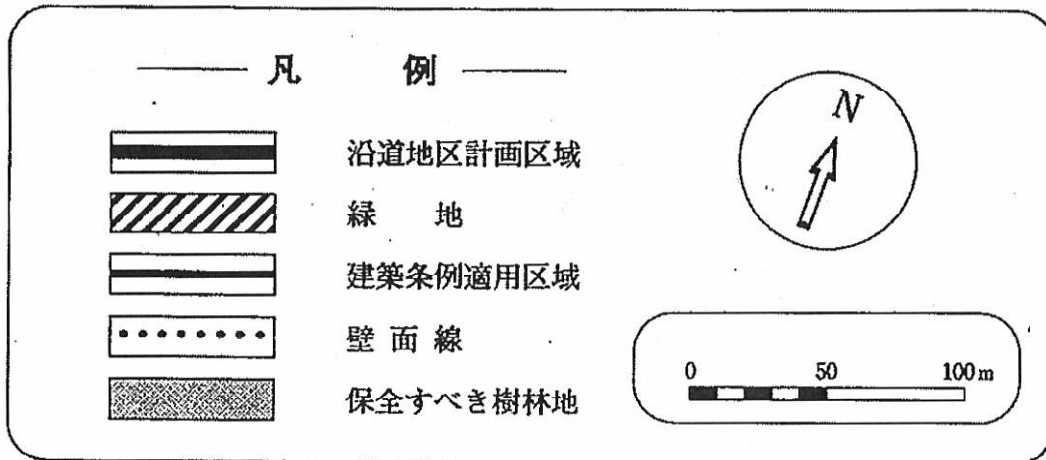 凡 例
沿道地区計画区域
緑 地
建築条例適用区域
壁面線
保全すべき樹林地
N
0 50 100m